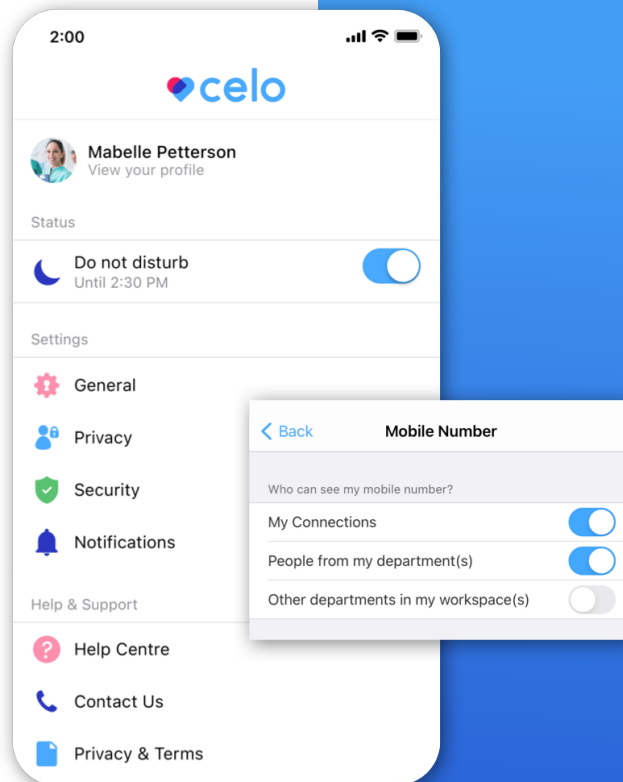 2:00
celo
Mabelle Petterson
View your profile
Status
Do not disturb
Until 2:30 PM
Settings
General
Privacy
Security
Notifications
Help & Support
Help Centre
Contact Us
Privacy & Terms
Back Mobile Number
Who can see my mobile number?
My Connections
People from my department(s)
Other departments in my workspace(s)